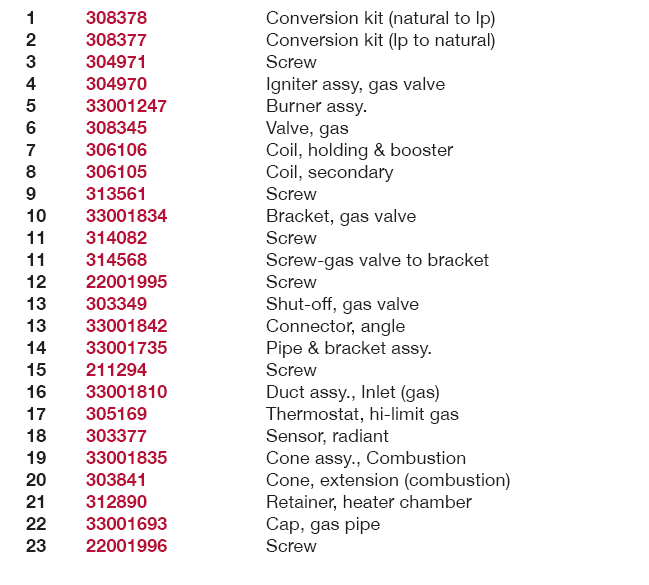 1 308378 Conversion kit (natural to lp)
2 308377 Conversion kit (lp to natural)
3 304971 Screw
4 304970 Igniter assy, gas valve
5 33001247 Burner assy.
6 308345 Valve, gas
7 306106 Coil, holding & booster
8 306105 Coil, secondary
9 313561 Screw
10 33001834 Bracket, gas valve
11 314082 Screw
11 314568 Screw-gas valve to bracket
12 22001995 Screw
13 303349 Shut-off, gas valve
13 33001842 Connector, angle
14 33001735 Pipe & bracket assy.
15 211294 Screw
16 33001810 Duct assy., Inlet (gas)
17 305169 Thermostat, hi-limit gas
18 303377 Sensor, radiant
19 33001835 Cone assy., Combustion
20 303841 Cone, extension (combustion)
21 312890 Retainer, heater chamber
22 33001693 Cap, gas pipe
23 22001996 Screw